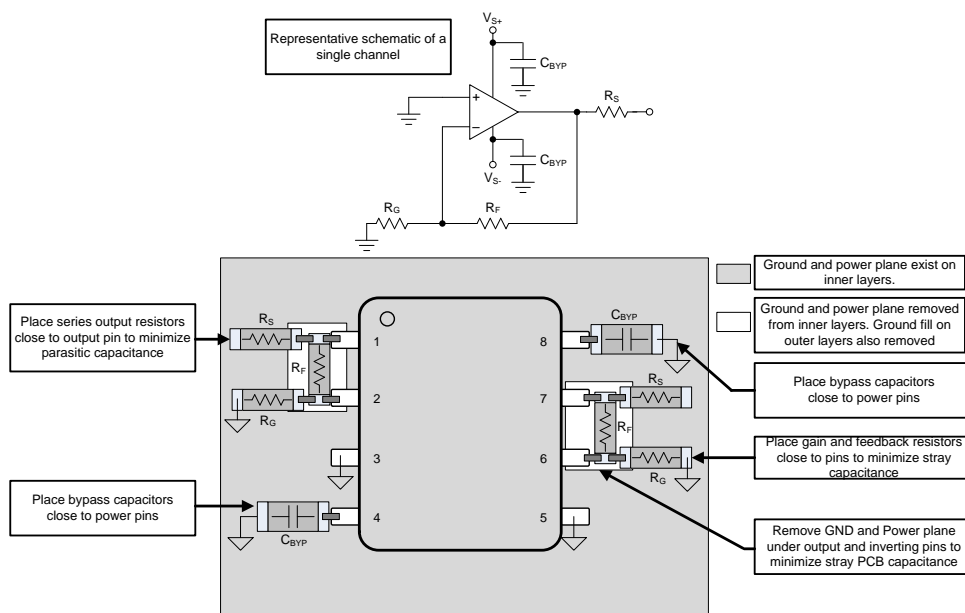 Representative schematic of a
single channel
VS+
CBYP
RS
+
−
CBYP
VS-
RG
RF
Ground and power plane exist on
inner layers.
Ground and power plane removed
from inner layers. Ground fill on
outer layers also removed
Place series output resistors
close to output pin to minimize
parasitic capacitance
RS
RF
RG
1
2
3
4
CBYP
8
7
6
5
CBYP
RS
RF
RG
Place bypass capacitors
close to power pins
Place gain and feedback resistors
close to pins to minimize stray
capacitance
Place bypass capacitors
close to power pins
Remove GND and Power plane
under output and inverting pins to
minimize stray PCB capacitance